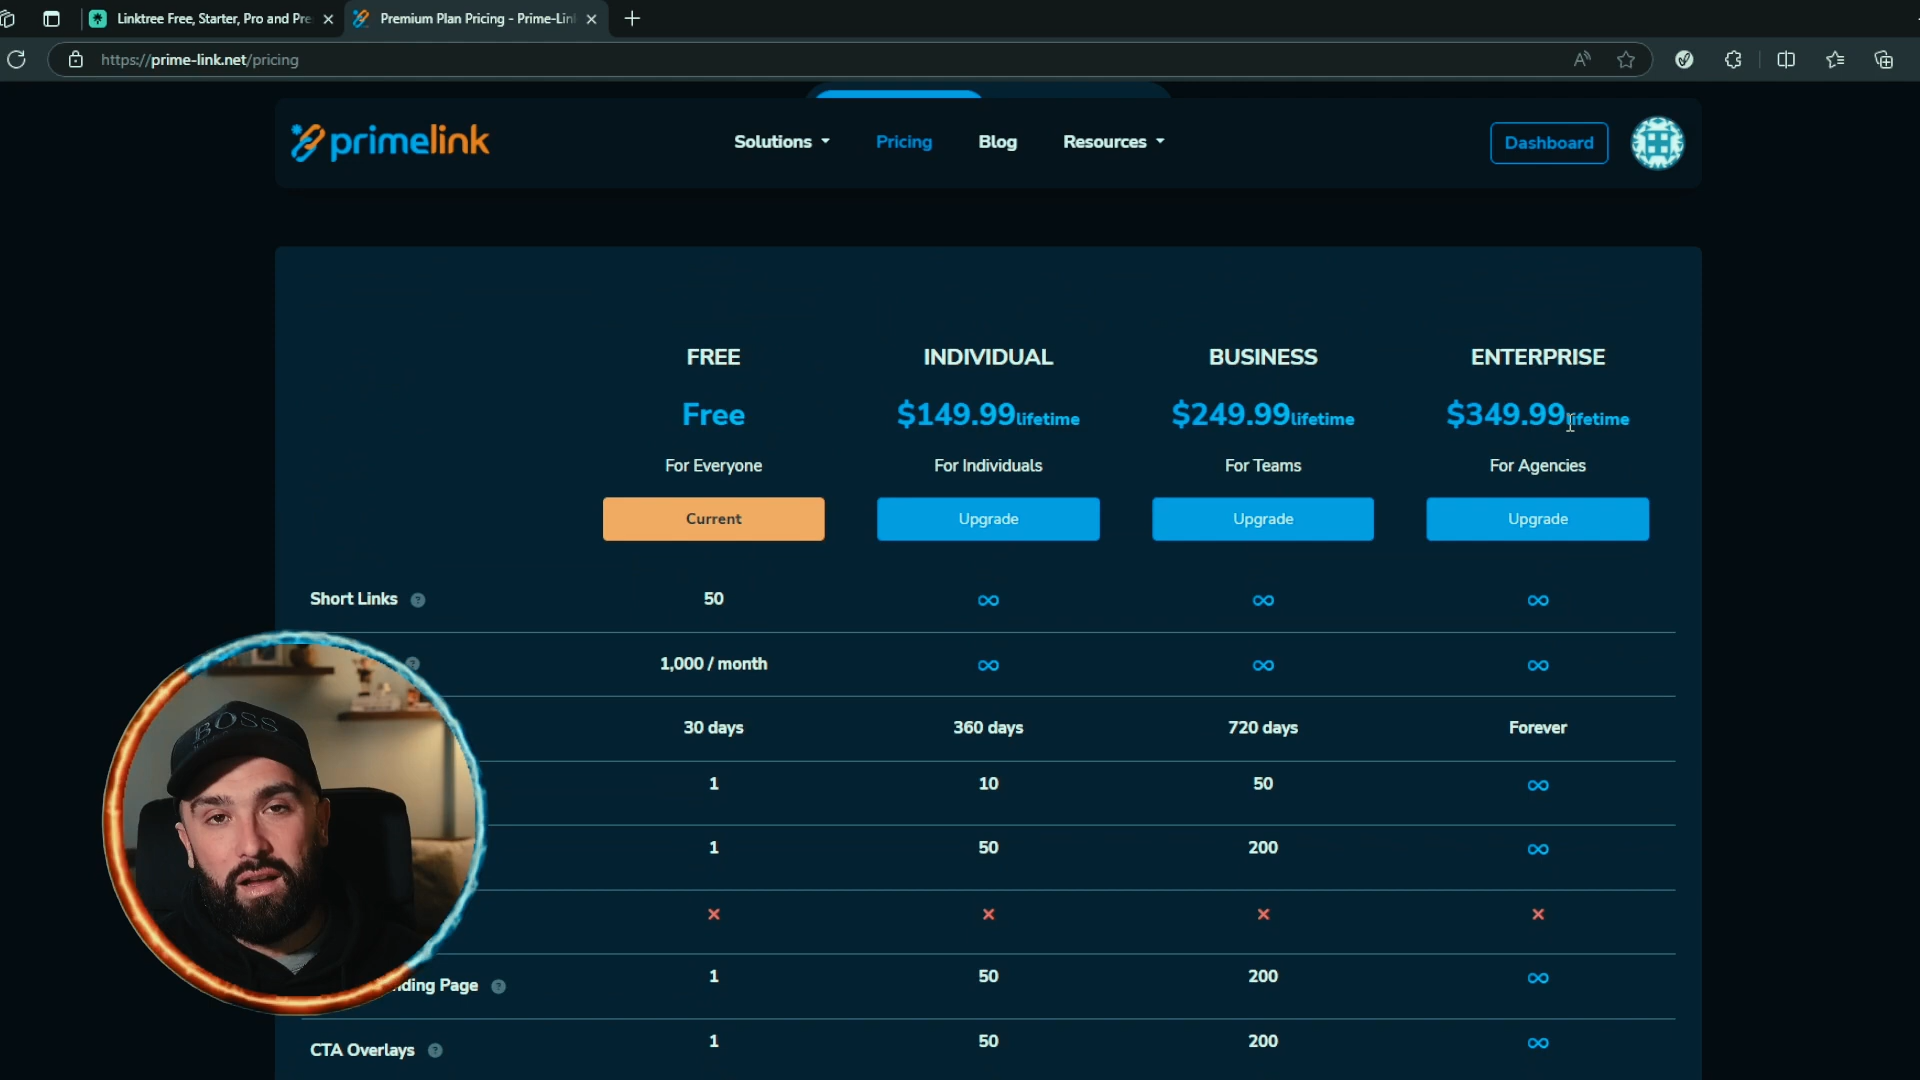 Linktree Free, Starter, Pro and Pre
Premium Plan Pricing - Prime-Lin
https://prime-link.net/pricing
primelink
Solutions
Pricing
Blog
Resources
Dashboard
FREE
INDIVIDUAL
BUSINESS
ENTERPRISE
Free
$149.99lifetime
$249.99lifetime
$349.99lifetime
For Everyone
For Individuals
For Teams
For Agencies
Current
Upgrade
Upgrade
Upgrade
Short Links ?
50
∞
∞
∞
?
1,000 / month
∞
∞
∞
30 days
360 days
720 days
Forever
1
10
50
∞
1
50
200
∞
×
×
×
×
nding Page ?
1
50
200
∞
CTA Overlays ?
1
50
200
∞
BOSS